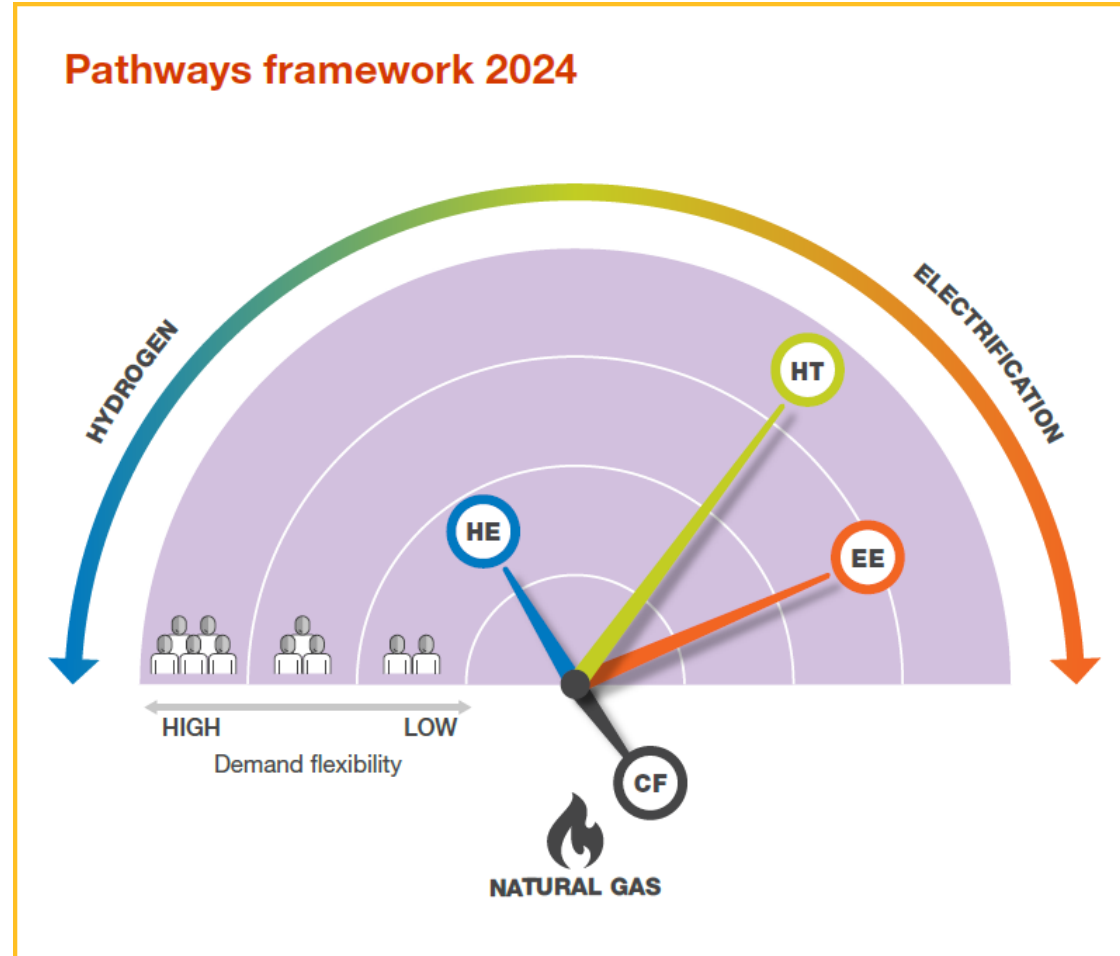 Pathways framework 2024
HYDROGEN
ELECTRIFICATION
HT
HE
EE
HIGH
LOW
Demand flexibility
CF
NATURAL GAS